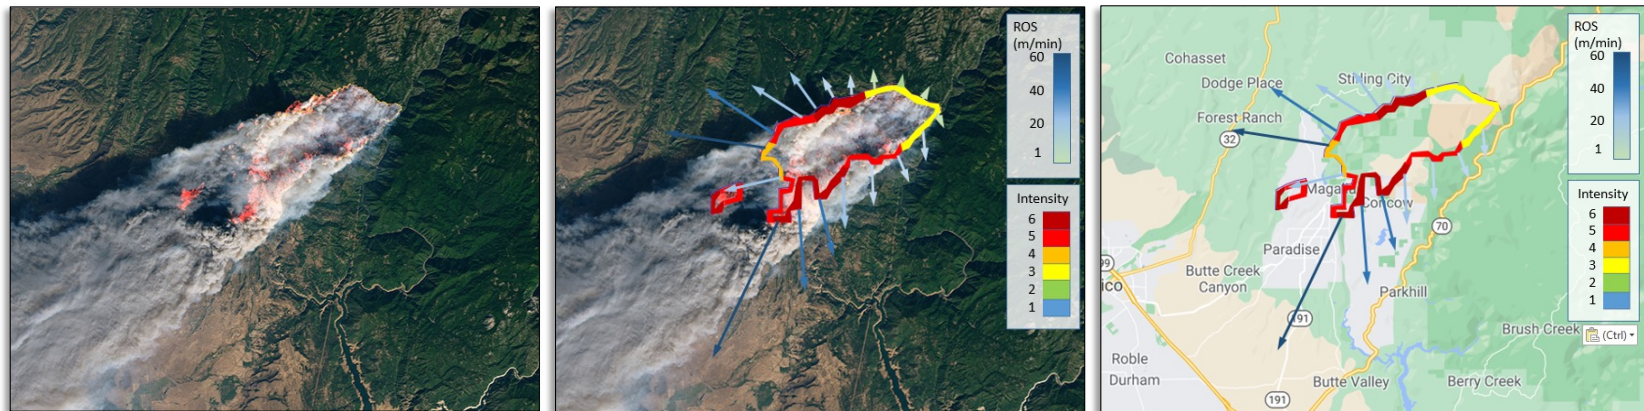 ROS
(m/min)
60
40
20
1
Intensity
6
5
4
3
2
1
Cohasset
Dodge Place
Stirling City
Forest Ranch
32
Concow
70
Paradise
Butte Creek
Canyon
99
ico
Parkhill
191
Brush Creek
Roble
Durham
Butte Valley
Berry Creek
191
ROS
(m/min)
60
40
20
1
Intensity
6
5
4
3
2
1
(Ctrl)